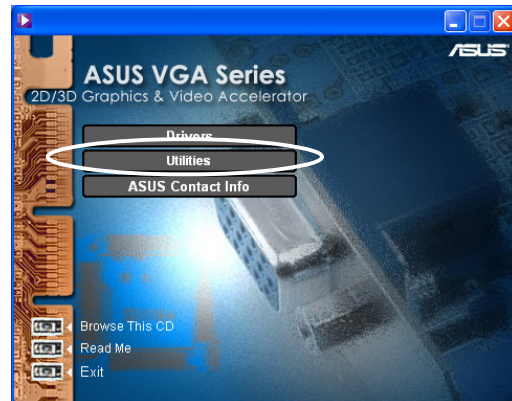 ASUS
ASUS VGA Series
2D/3D Graphics & Video Accelerator
Drivers
Utilities
ASUS Contact Info
Browse This CD
Read Me
Exit